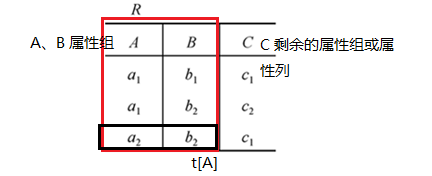 R
A、B 属性组 A B C C 剩余的属性组或属性列
a₁ b₁ c₁
a₁ b₂ c₂
a₂ b₂ c₁
t[A]